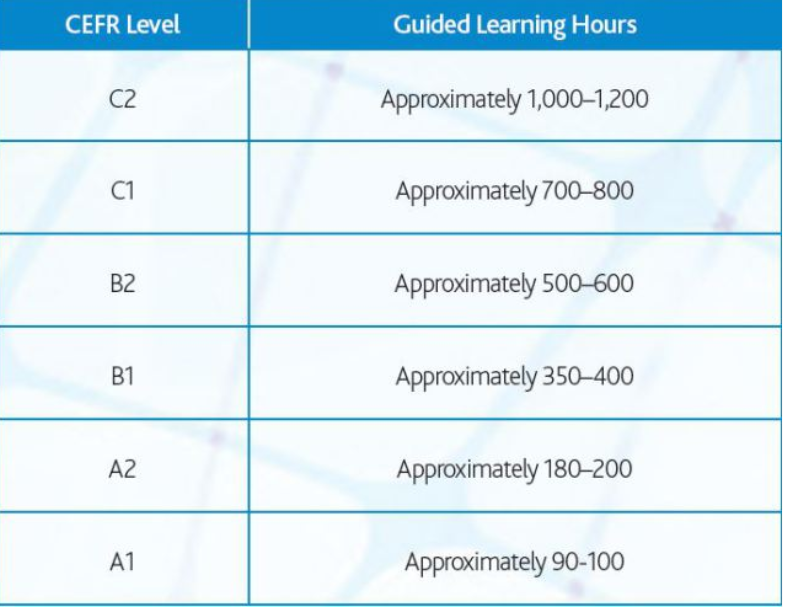 CEFR Level Guided Learning Hours
C2 Approximately 1,000–1,200
C1 Approximately 700–800
B2 Approximately 500–600
B1 Approximately 350–400
A2 Approximately 180–200
A1 Approximately 90-100